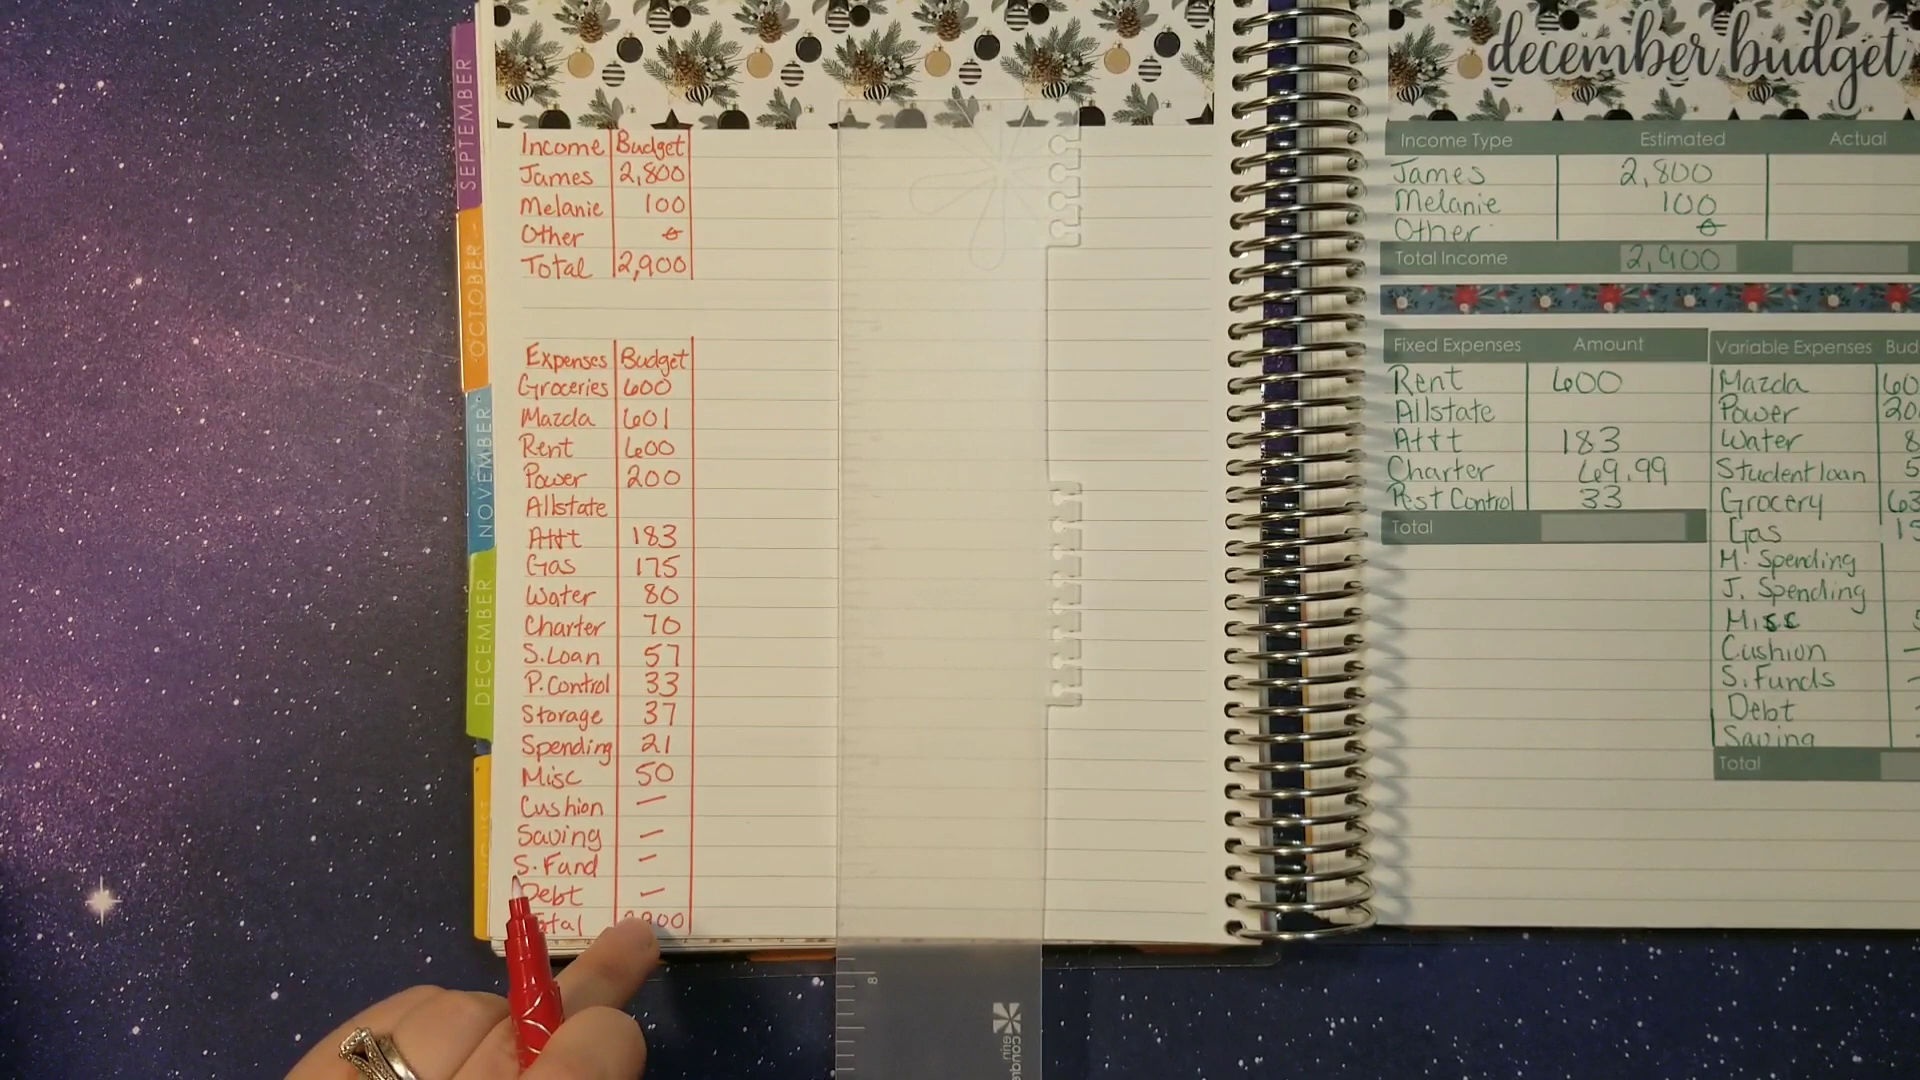 SEPTEMBER
OCTOBER
NOVEMBER
DECEMBER
Income Budget
James 2,800
Melanie 100
Other
Total 2,900
Expenses Budget
Groceries 600
Mazda 601
Rent 600
Power 200
Allstate
At&t 183
Gas 175
Water 80
Charter 70
S.Loan 57
P.Control 33
Storage 37
Spending 21
Misc 50
Cushion —
Saving —
S.Fund —
Debt —
december budget
Income Type Estimated Actual
James 2,800
Melanie 100
Other
Total Income 2,900
Fixed Expenses Amount
Rent 600
Allstate
At&t 183
Charter 69.99
Pest Control 33
Total
Variable Expenses
Mazda
Power
Water
Student loan
Grocery
Gas
M. Spending
J. Spending
Misc
Cushion
S. Funds
Debt
Saving
Total
8